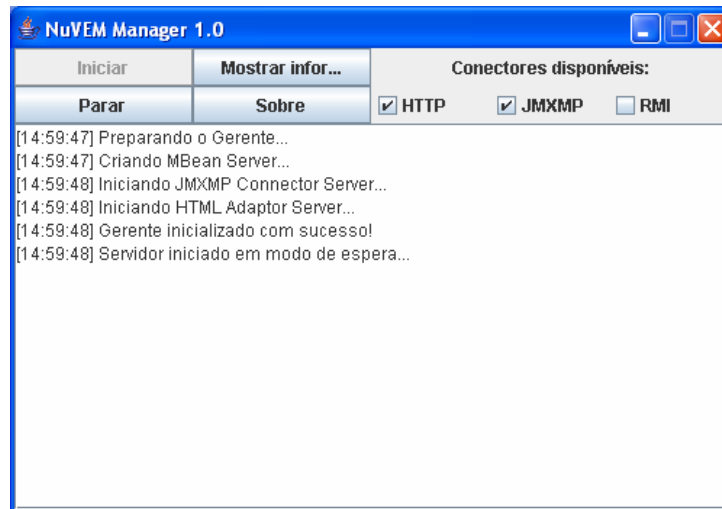 NuVEM Manager 1.0
Iniciar Mostrar infor... Conectores disponíveis:
Parar Sobre HTTP JMXMP RMI
[14:59:47] Preparando o Gerente...
[14:59:47] Criando MBean Server...
[14:59:48] Iniciando JMXMP Connector Server...
[14:59:48] Iniciando HTML Adaptor Server...
[14:59:48] Gerente inicializado com sucesso!
[14:59:48] Servidor iniciado em modo de espera...